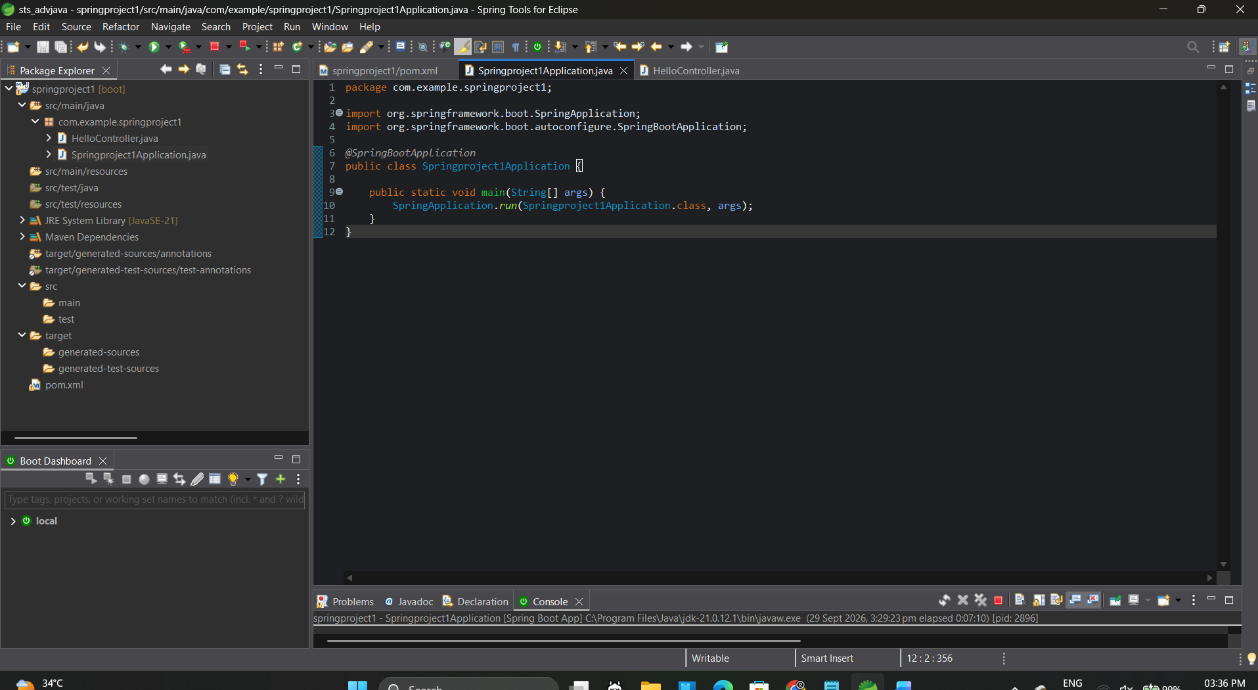 sts_advjava - springproject1/src/main/java/com/example/springproject1/Springproject1Application.java - Spring Tools for Eclipse
File Edit Source Refactor Navigate Search Project Run Window Help
Package Explorer
springproject1 [boot]
src/main/java
com.example.springproject1
HelloController.java
Springproject1Application.java
src/main/resources
src/test/java
src/test/resources
JRE System Library [JavaSE-21]
Maven Dependencies
target/generated-sources/annotations
target/generated-test-sources/test-annotations
src
main
test
target
generated-sources
generated-test-sources
pom.xml
Boot Dashboard
Type tags, projects, or working set names to match (incl. * and ? wild
local
springproject1/pom.xml Springproject1Application.java HelloController.java
1 package com.example.springproject1;
2
3 import org.springframework.boot.SpringApplication;
4 import org.springframework.boot.autoconfigure.SpringBootApplication;
5
6 @SpringBootApplication
7 public class Springproject1Application {
8
9 public static void main(String[] args) {
10 SpringApplication.run(Springproject1Application.class, args);
11 }
12 }
Problems Javadoc Declaration Console
springproject1 - Springproject1Application [Spring Boot App] C:\Program Files\Java\jdk-21.0.12.1\bin\javaw.exe (29 Sept 2026, 3:29:23 pm elapsed 0:07:10) [pid: 2896]
Writable Smart Insert 12 : 2 : 356
34°C
Search
ENG
99%
03:36 PM